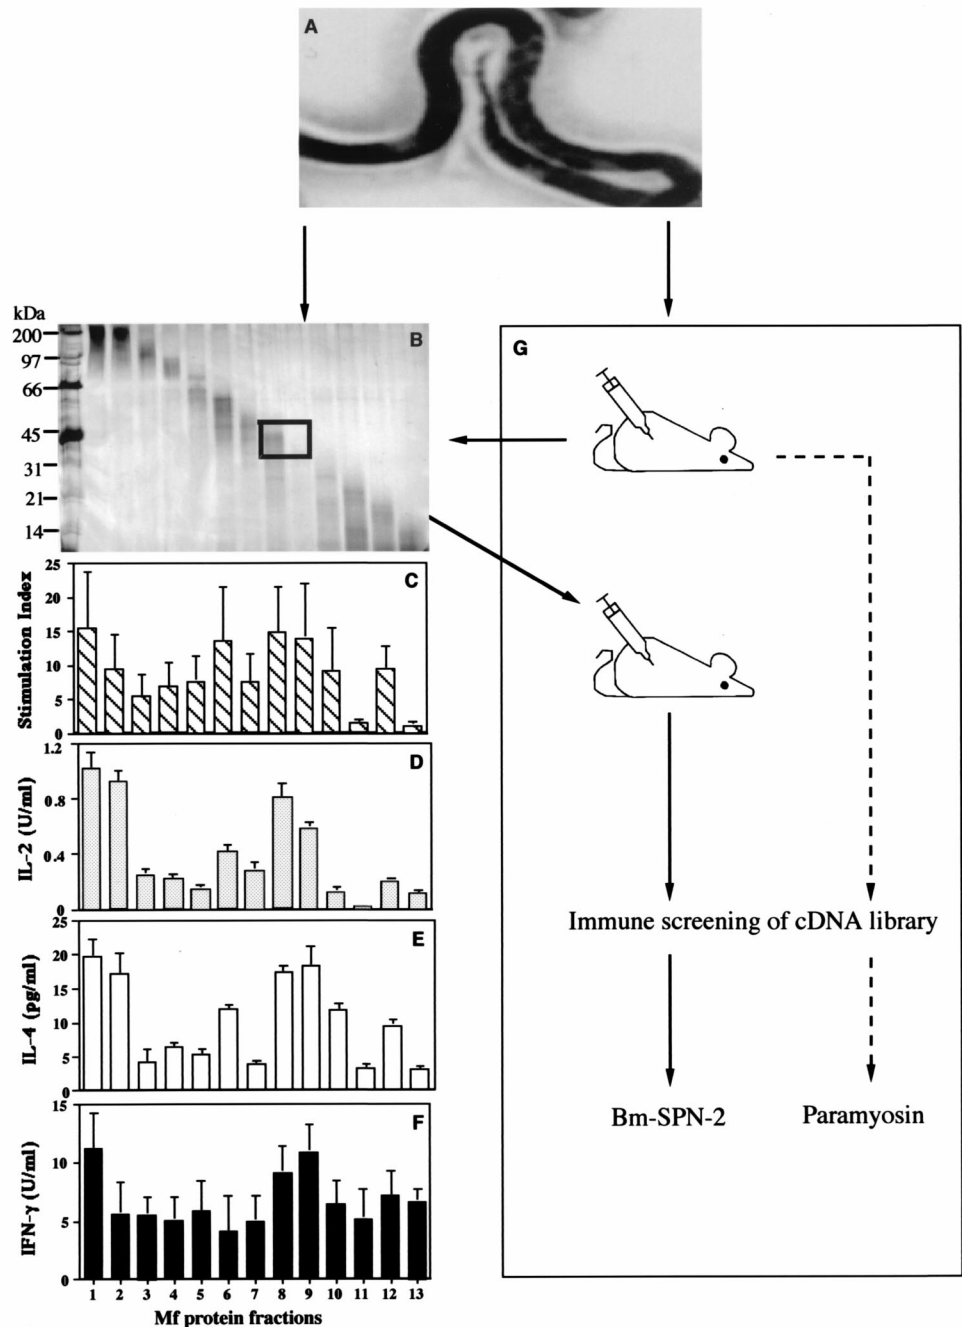 A
kDa
200
97
66
45
31
21
14
B
C
Stimulation Index
25
20
15
10
5
0
D
IL-2 (U/ml)
1.2
0.8
0.4
0
E
IL-4 (pg/ml)
25
20
15
10
5
0
F
IFN-γ (U/ml)
15
10
5
0
1 2 3 4 5 6 7 8 9 10 11 12 13
Mf protein fractions
G
Immune screening of cDNA library
Bm-SPN-2
Paramyosin